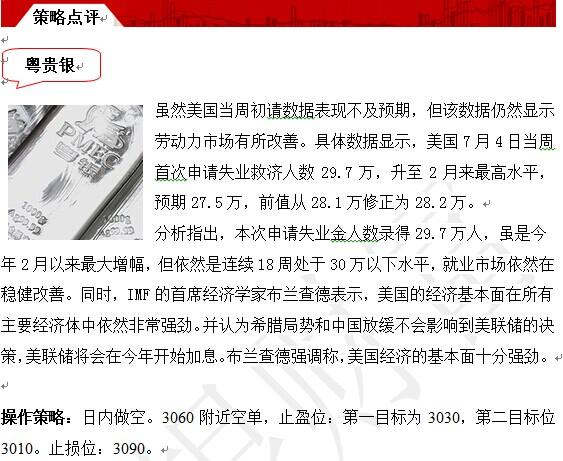 策略点评
粤贵银
虽然美国当周初请数据表现不及预期，但该数据仍然显示
劳动力市场有所改善。具体数据显示，美国 7 月 4 日当周
首次申请失业救济人数 29.7 万，升至 2 月来最高水平，
预期 27.5 万，前值从 28.1 万修正为 28.2 万。
分析指出，本次申请失业金人数录得 29.7 万人，虽是今
年 2 月以来最大增幅，但依然是连续 18 周处于 30 万以下水平，就业市场依然在
稳健改善。同时，IMF 的首席经济学家布兰查德表示，美国的经济基本面在所有
主要经济体中依然非常强劲。并认为希腊局势和中国放缓不会影响到美联储的决
策，美联储将会在今年开始加息。布兰查德强调称，美国经济的基本面十分强劲。
操作策略：日内做空。3060 附近空单，止盈位：第一目标为 3030，第二目标位
3010。止损位：3090。
PMEC
1000g